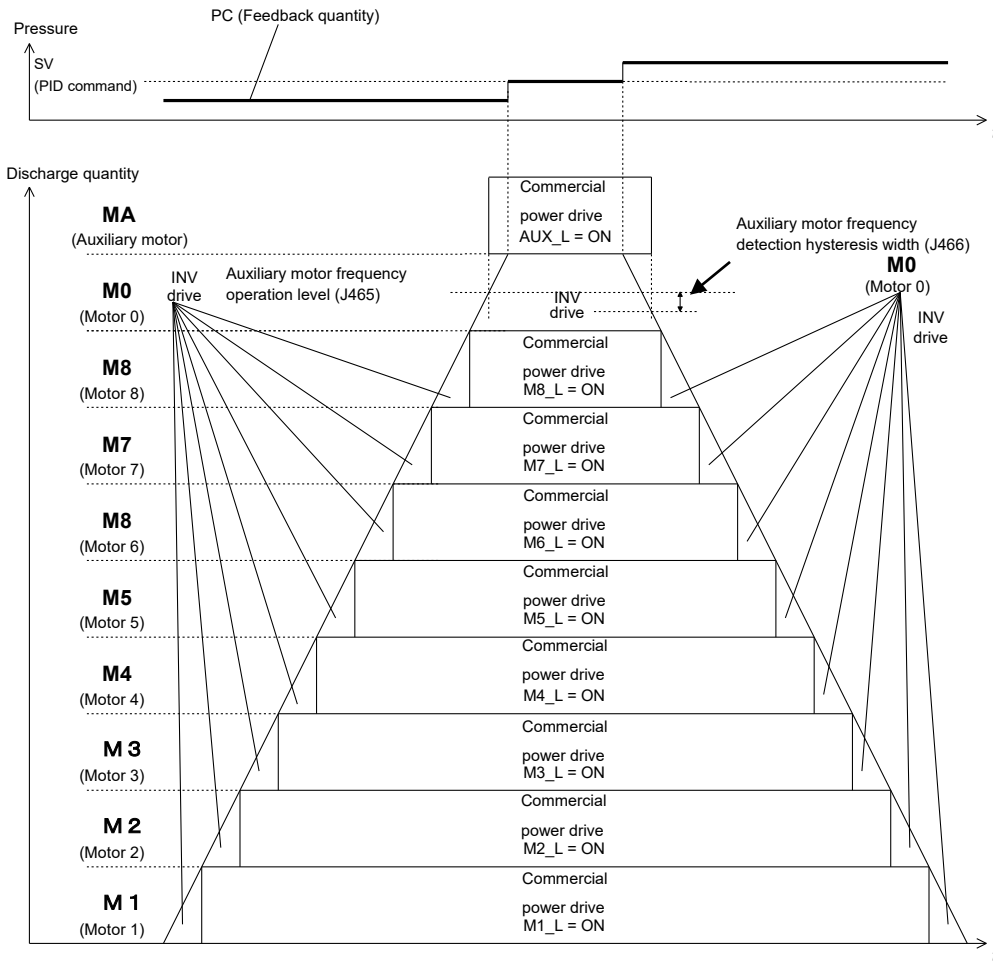 PC (Feedback quantity)
Pressure
SV
(PID command)
Discharge quantity
Commercial
power drive
AUX_L = ON
MA
(Auxiliary motor)
Auxiliary motor frequency
detection hysteresis width (J466)
M0
(Motor 0)
INV
drive
INV
drive
Auxiliary motor frequency
operation level (J465)
M0
(Motor 0)
INV
drive
Commercial
power drive
M8_L = ON
M8
(Motor 8)
Commercial
power drive
M7_L = ON
M7
(Motor 7)
Commercial
power drive
M6_L = ON
M8
(Motor 6)
Commercial
power drive
M5_L = ON
M5
(Motor 5)
Commercial
power drive
M4_L = ON
M4
(Motor 4)
Commercial
power drive
M3_L = ON
M 3
(Motor 3)
Commercial
power drive
M2_L = ON
M 2
(Motor 2)
Commercial
power drive
M1_L = ON
M 1
(Motor 1)